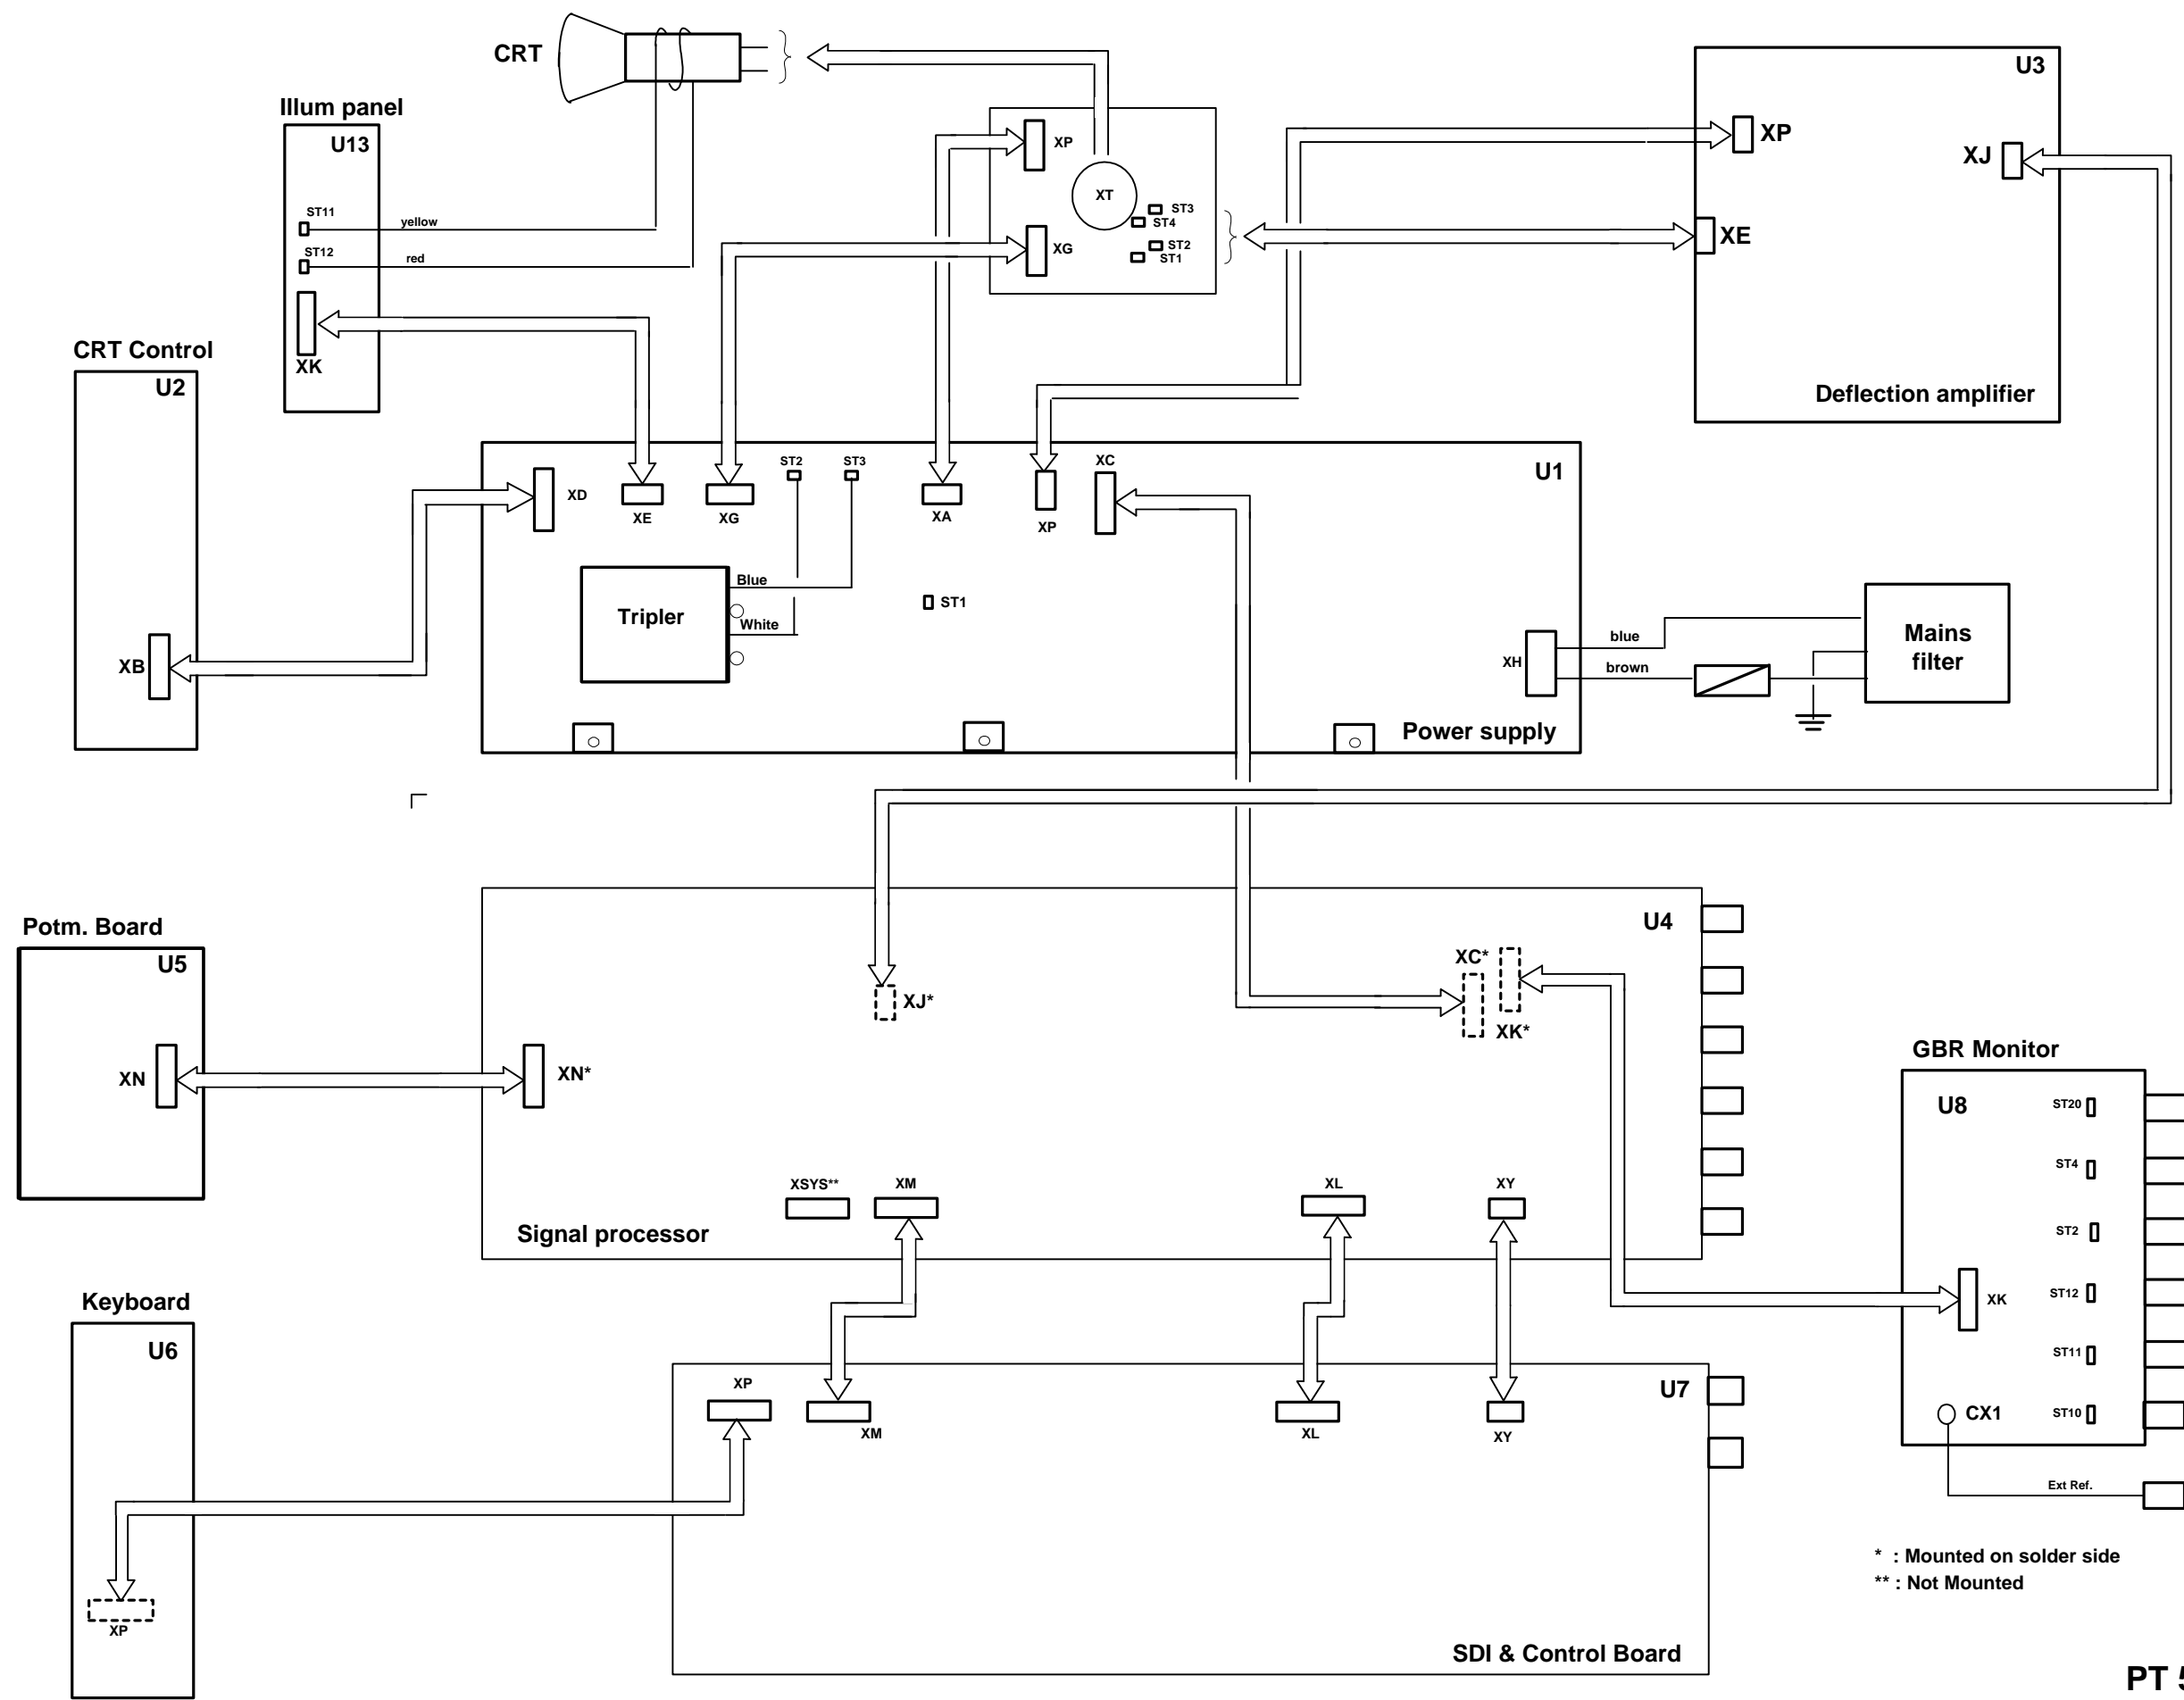 CRT
U3
Illum panel
U13
XP
XP
XJ
XT
ST11
yellow
ST3
ST4
XE
ST12
red
XG
ST2
ST1
CRT Control
XK
U2
Deflection amplifier
ST2
ST3
XC
U1
XD
XE
XG
XA
XP
Blue
Tripler
White
ST1
Mains
filter
blue
brown
XH
XB
Power supply
Potm. Board
U4
U5
XC*
XJ*
XK*
GBR Monitor
XN
XN*
U8
ST20
ST4
XSYS**
XM
XL
XY
ST2
Signal processor
Keyboard
ST12
XK
U6
ST11
XP
U7
CX1
ST10
XM
XL
XY
Ext Ref.
* : Mounted on solder side
** : Not Mounted
XP
SDI & Control Board
PT 5